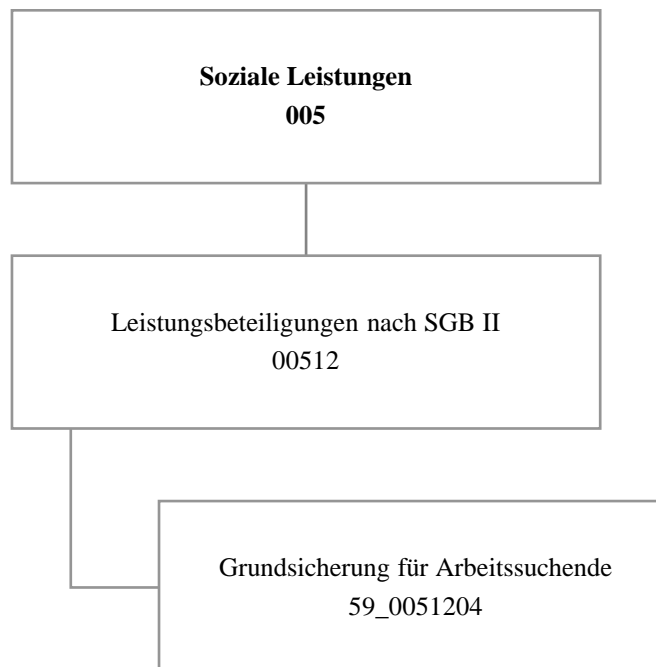 Soziale Leistungen
005
Leistungsbeteiligungen nach SGB II
00512
Grundsicherung für Arbeitssuchende
59_0051204